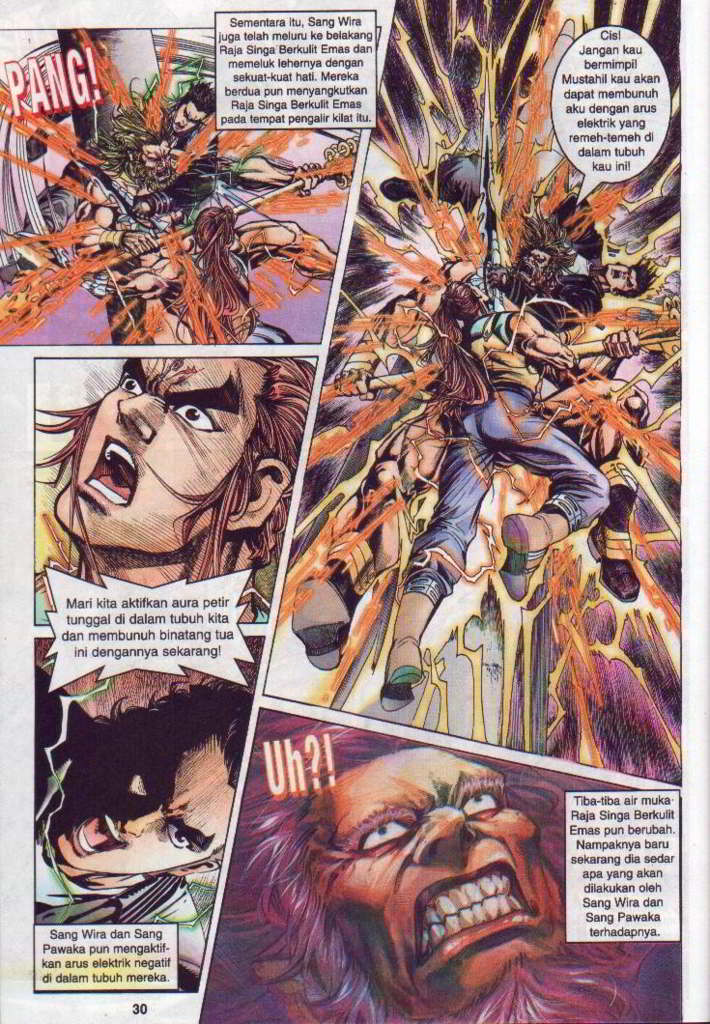 Sementara itu, Sang Wira
juga telah meluru ke belakang
Raja Singa Berkulit Emas dan
memeluk lehernya dengan
sekuat-kuat hati. Mereka
berdua pun menyangkutkan
Raja Singa Berkulit Emas
pada tempat pengalir kilat itu.
PANG!
Cis!
Jangan kau
bermimpi!
Mustahil kau akan
dapat membunuh
aku dengan arus
elektrik yang
remeh-temeh di
dalam tubuh
kau ini!
Mari kita aktifkan aura petir
tunggal di dalam tubuh kita
dan membunuh binatang tua
ini dengannya sekarang!
Sang Wira dan Sang
Pawaka pun mengaktif-
kan arus elektrik negatif
di dalam tubuh mereka.
Uh?!
Tiba-tiba air muka
Raja Singa Berkulit
Emas pun berubah.
Nampaknya baru
sekarang dia sedar
apa yang akan
dilakukan oleh
Sang Wira dan
Sang Pawaka
terhadapnya.
30